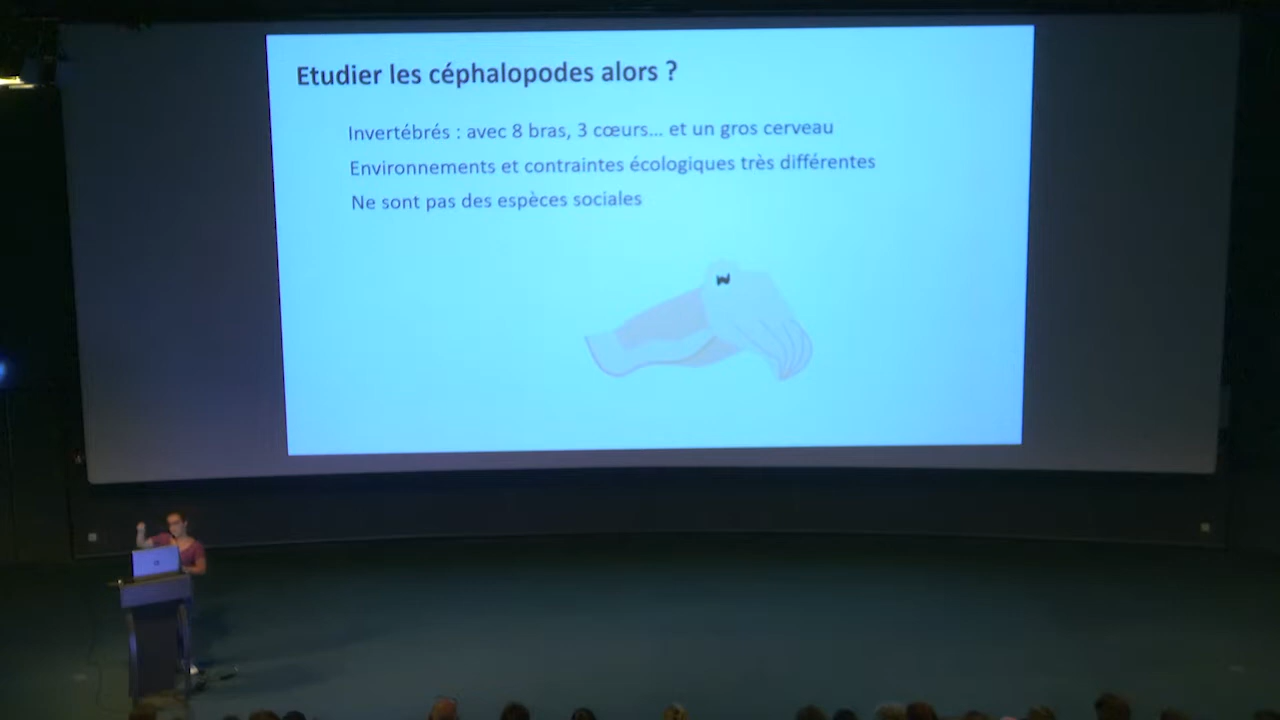 Etudier les céphalopodes alors ?
Invertébrés : avec 8 bras, 3 cœurs... et un gros cerveau
Environnements et contraintes écologiques très différentes
Ne sont pas des espèces sociales